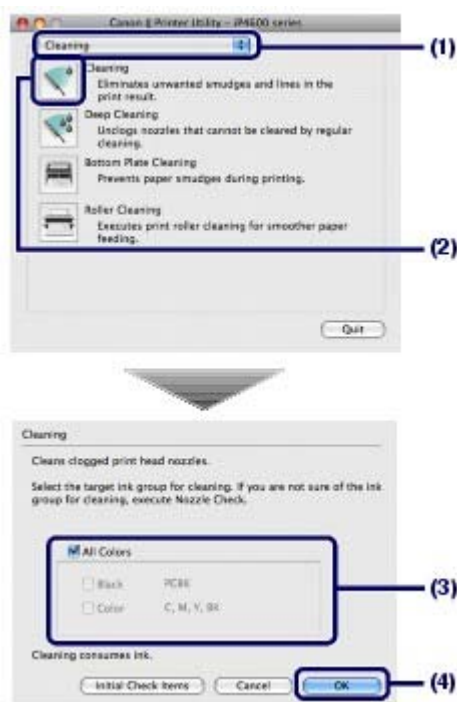 Canon IJ Printer Utility – iP4600 series
Cleaning
(1)
Cleaning
Eliminates unwanted smudges and lines in the
print result.
Deep Cleaning
Unclogs nozzles that cannot be cleared by regular
cleaning.
Bottom Plate Cleaning
Prevents paper smudges during printing.
Roller Cleaning
Executes print roller cleaning for smoother paper
feeding.
(2)
Quit
Cleaning
Cleans clogged print head nozzles.
Select the target ink group for cleaning. If you are not sure of the ink
group for cleaning, execute Nozzle Check.
All Colors
Black PGBK
Color C, M, Y, BK
(3)
Cleaning consumes ink.
Initial Check Items Cancel OK
(4)